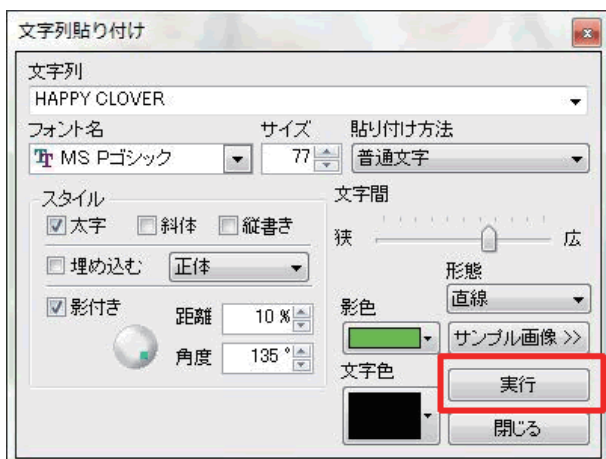 文字列貼り付け
文字列
HAPPY CLOVER
フォント名 サイズ 貼り付け方法
MS Pゴシック 77 普通文字
スタイル 文字間
太字 斜体 縦書き 狭 広
埋め込む 正体 形態
影付き 距離 10 % 影色 直線
角度 135 ° サンプル画像 >>
文字色 実行
閉じる